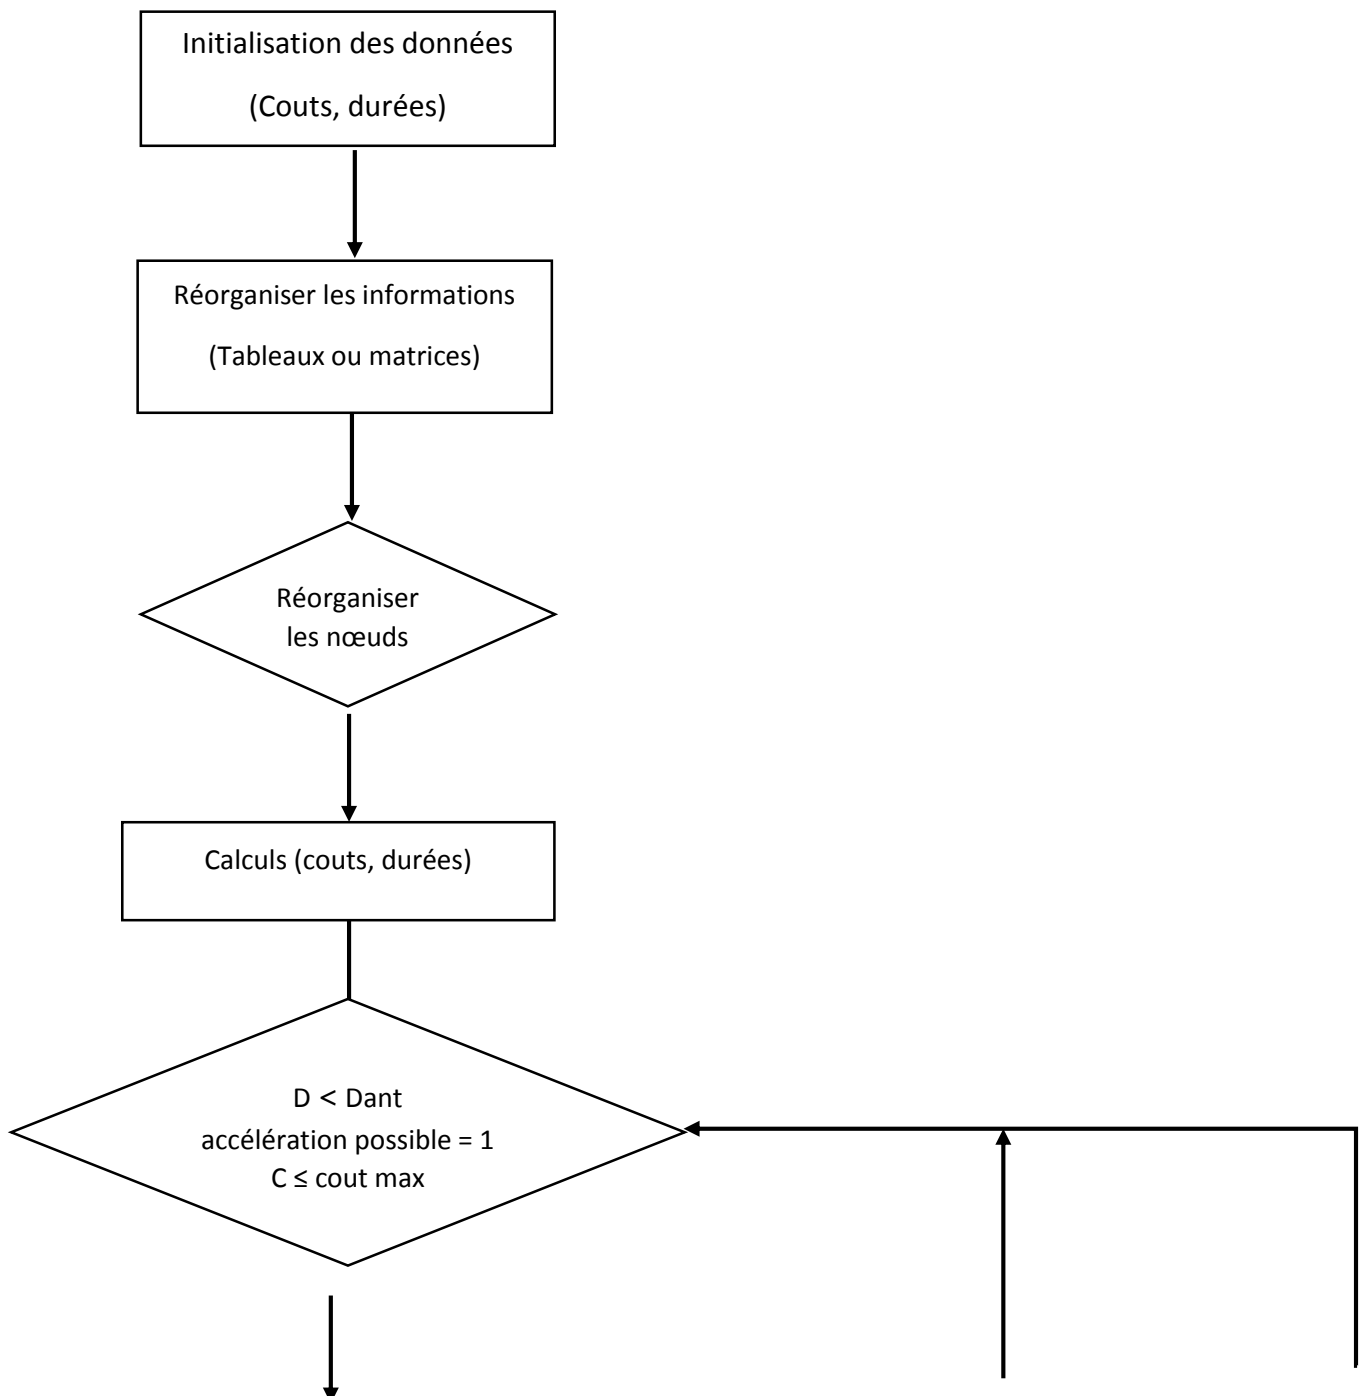 Initialisation des données
(Couts, durées)
Réorganiser les informations
(Tableaux ou matrices)
Réorganiser
les nœuds
Calculs (couts, durées)
D < Dant
accélération possible = 1
C ≤ cout max